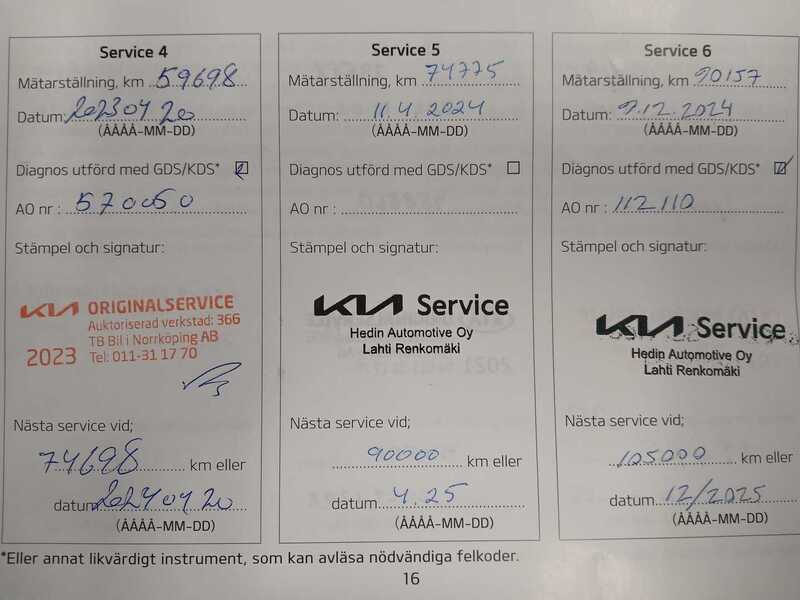 Service 4
Mätarställning, km 59698
Datum: 20230420
(ÅÅÅÅ-MM-DD)
Diagnos utförd med GDS/KDS*
AO nr : 570050
Stämpel och signatur:
KIA ORIGINALSERVICE
Auktoriserad verkstad: 366
TB Bil i Norrköping AB
2023 Tel: 011-31 17 70
Nästa service vid;
74698 km eller
datum 20240420
(ÅÅÅÅ-MM-DD)
Service 5
Mätarställning, km 74775
Datum: 11.4.2024
(ÅÅÅÅ-MM-DD)
Diagnos utförd med GDS/KDS*
AO nr :
Stämpel och signatur:
KIA Service
Hedin Automotive Oy
Lahti Renkomäki
Nästa service vid;
90000 km eller
datum 4.25
(ÅÅÅÅ-MM-DD)
Service 6
Mätarställning, km 90157
Datum: 9.12.2024
(ÅÅÅÅ-MM-DD)
Diagnos utförd med GDS/KDS*
AO nr : 112110
Stämpel och signatur:
KIA Service
Hedin Automotive Oy
Lahti Renkomäki
Nästa service vid;
105000 km eller
datum 12/2025
(ÅÅÅÅ-MM-DD)
*Eller annat likvärdigt instrument, som kan avläsa nödvändiga felkoder.
16